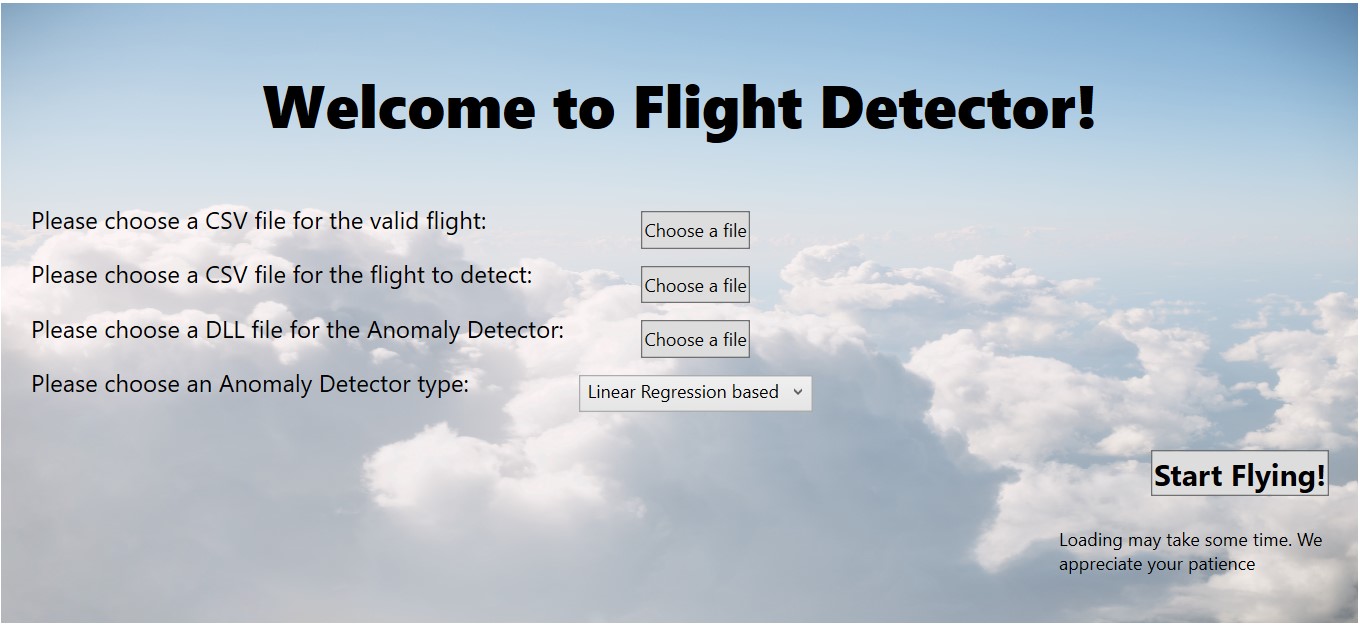 Welcome to Flight Detector!
Please choose a CSV file for the valid flight:
Choose a file
Please choose a CSV file for the flight to detect:
Choose a file
Please choose a DLL file for the Anomaly Detector:
Choose a file
Please choose an Anomaly Detector type:
Linear Regression based
Start Flying!
Loading may take some time. We
appreciate your patience